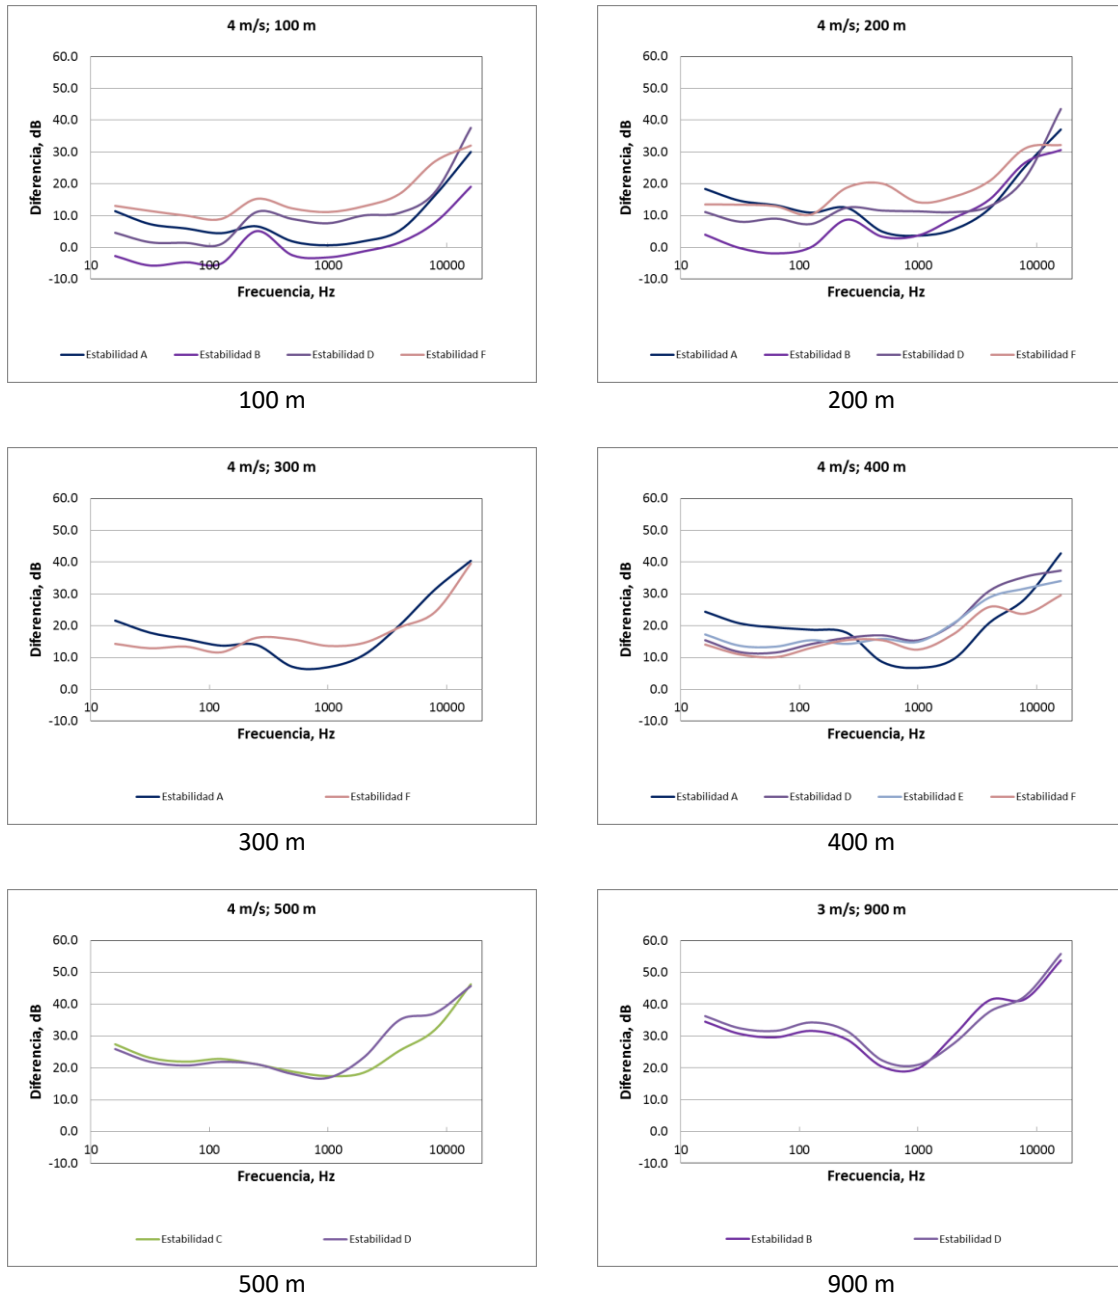 4 m/s; 100 m
60.0
50.0
40.0
30.0
20.0
10.0
0.0
-10.0
Diferencia, dB
10 100 1000 10000
Frecuencia, Hz
Estabilidad A Estabilidad B Estabilidad D Estabilidad F
100 m
4 m/s; 200 m
60.0
50.0
40.0
30.0
20.0
10.0
0.0
-10.0
Diferencia, dB
10 100 1000 10000
Frecuencia, Hz
Estabilidad A Estabilidad B Estabilidad D Estabilidad F
200 m
4 m/s; 300 m
60.0
50.0
40.0
30.0
20.0
10.0
0.0
-10.0
Diferencia, dB
10 100 1000 10000
Frecuencia, Hz
Estabilidad A Estabilidad F
300 m
4 m/s; 400 m
60.0
50.0
40.0
30.0
20.0
10.0
0.0
-10.0
Diferencia, dB
10 100 1000 10000
Frecuencia, Hz
Estabilidad A Estabilidad D Estabilidad E Estabilidad F
400 m
4 m/s; 500 m
60.0
50.0
40.0
30.0
20.0
10.0
0.0
-10.0
Diferencia, dB
10 100 1000 10000
Frecuencia, Hz
Estabilidad C Estabilidad D
500 m
3 m/s; 900 m
60.0
50.0
40.0
30.0
20.0
10.0
0.0
-10.0
Diferencia, dB
10 100 1000 10000
Frecuencia, Hz
Estabilidad B Estabilidad D
900 m